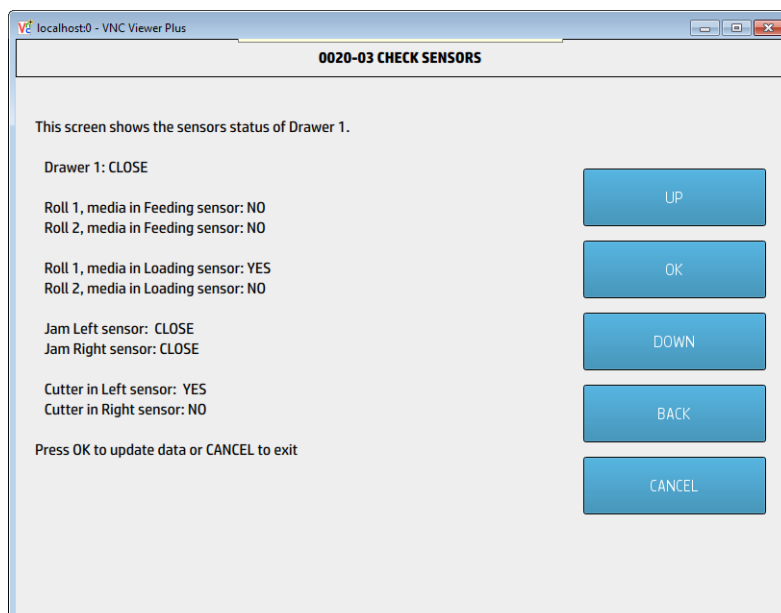 localhost:0 - VNC Viewer Plus
0020-03 CHECK SENSORS
This screen shows the sensors status of Drawer 1.
Drawer 1: CLOSE
Roll 1, media in Feeding sensor: NO
Roll 2, media in Feeding sensor: NO
Roll 1, media in Loading sensor: YES
Roll 2, media in Loading sensor: NO
Jam Left sensor:  CLOSE
Jam Right sensor: CLOSE
Cutter in Left sensor:  YES
Cutter in Right sensor: NO
Press OK to update data or CANCEL to exit
UP
OK
DOWN
BACK
CANCEL